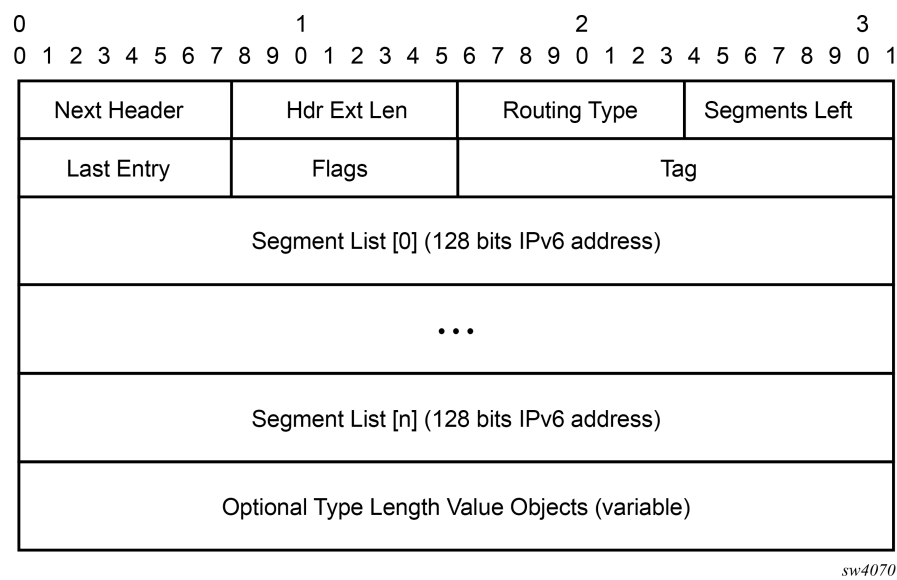 0 1 2 3
0 1 2 3 4 5 6 7 8 9 0 1 2 3 4 5 6 7 8 9 0 1 2 3 4 5 6 7 8 9 0 1
Next Header Hdr Ext Len Routing Type Segments Left
Last Entry Flags Tag
Segment List [0] (128 bits IPv6 address)
...
Segment List [n] (128 bits IPv6 address)
Optional Type Length Value Objects (variable)
sw4070